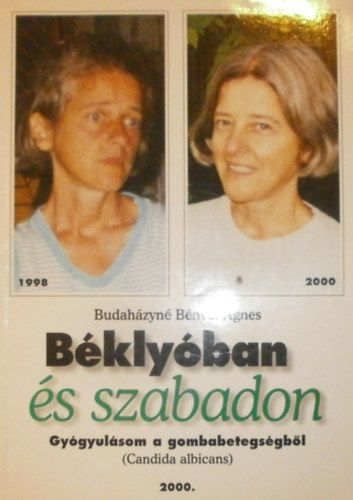 1998
2000
Budaházyné Bényei Ágnes
Béklyóban
és szabadon
Gyógyulásom a gombabetegségből
(Candida albicans)
2000.